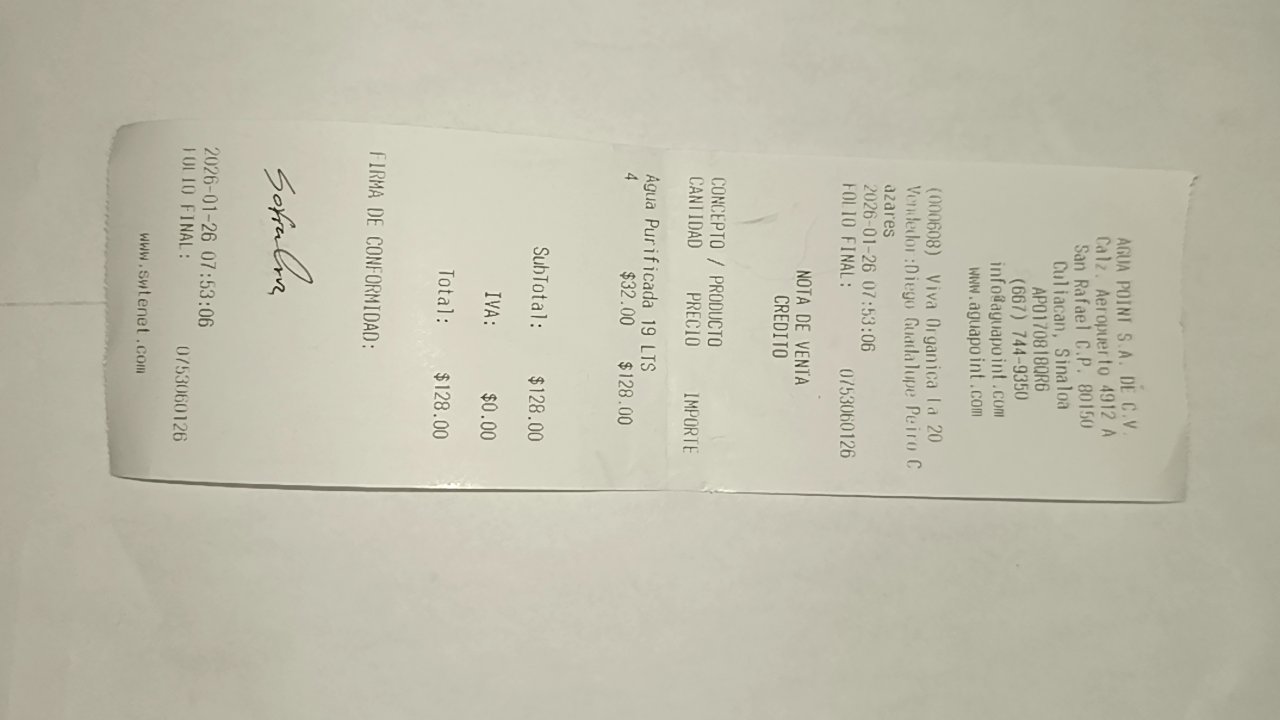 AGUA POINT S.A. DE C.V.
Calz. Aeropuerto 4912 A
San Rafael C.P. 80150
Culiacan, Sinaloa
APO170818QR6
(667) 744-9350
info@aguapoint.com
www.aguapoint.com
(000608) Viva Organica la 20
Vendedor:Diego Guadalupe Peiro C
azares
2026-01-26 07:53:06
FOLIO FINAL: 0753060126
NOTA DE VENTA
CREDITO
CONCEPTO / PRODUCTO
CANTIDAD PRECIO IMPORTE
Agua Purificada 19 LTS
4 $32.00 $128.00
SubTotal: $128.00
IVA: $0.00
Total: $128.00
FIRMA DE CONFORMIDAD:
2026-01-26 07:53:06
FOLIO FINAL: 0753060126
www.swtenet.com